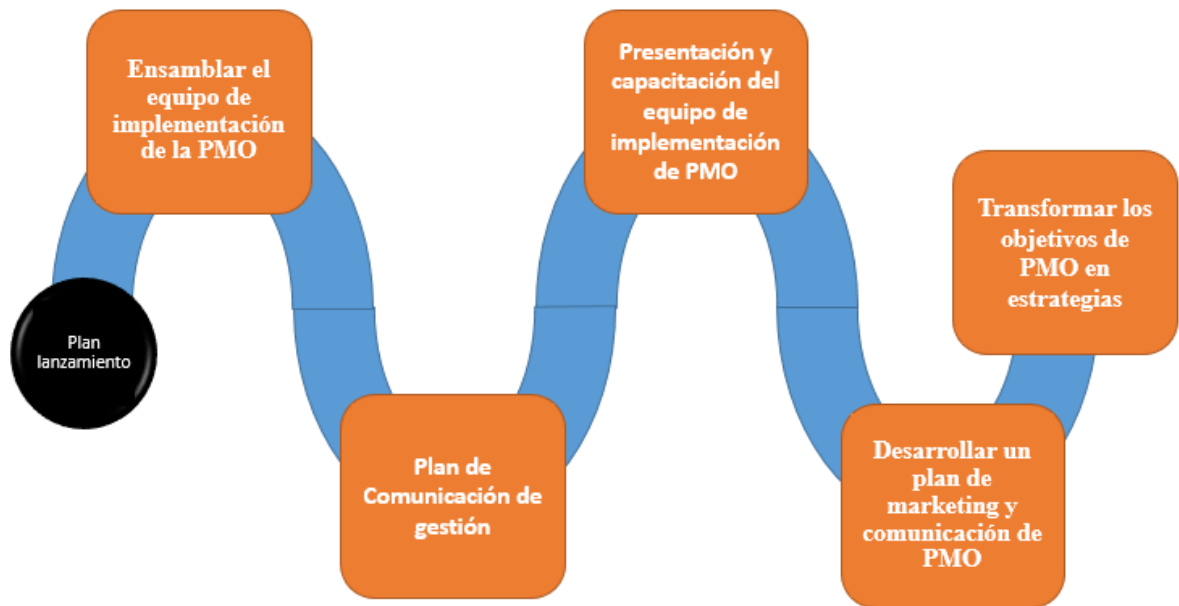 Plan
lanzamiento
Ensamblar el
equipo de
implementación
de la PMO
Plan de
Comunicación de
gestión
Presentación y
capacitación del
equipo de
implementación
de PMO
Desarrollar un
plan de
marketing y
comunicación de
PMO
Transformar los
objetivos de
PMO en
estrategias